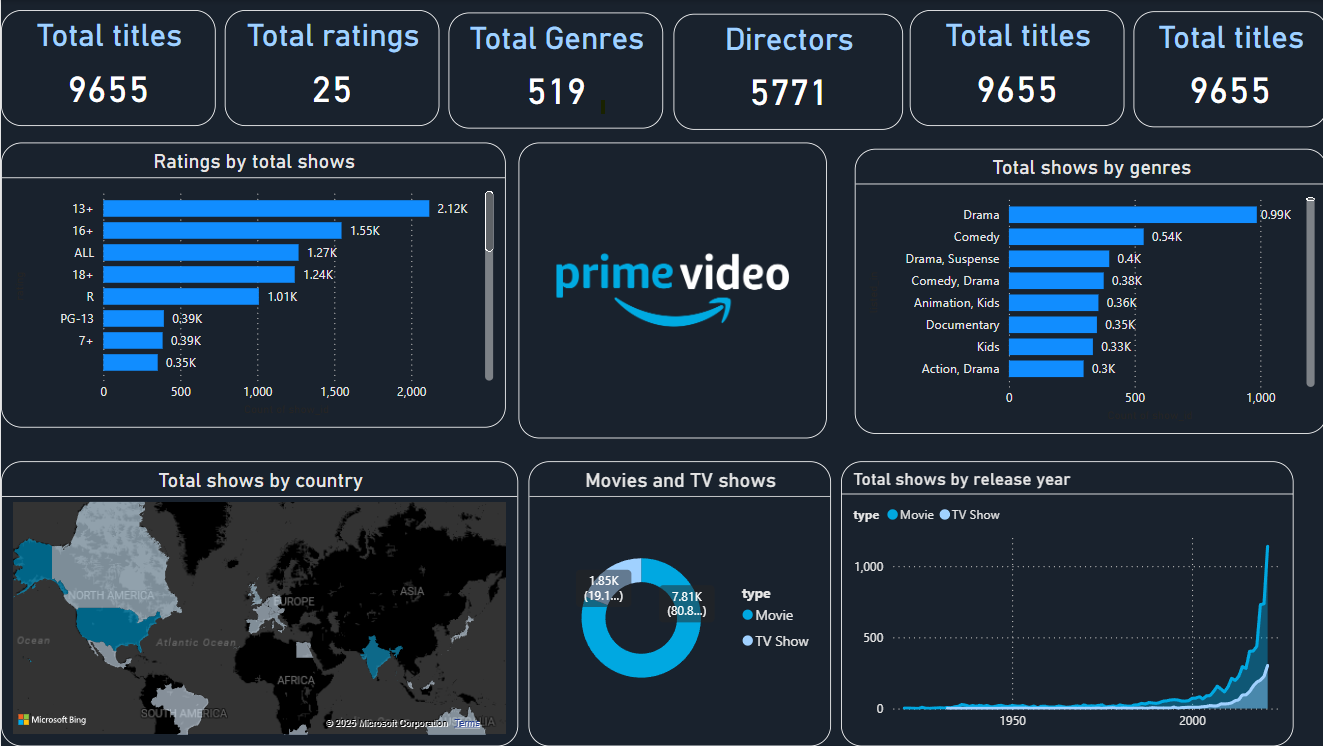 Total titles
9655
Total ratings
25
Total Genres
519
Directors
5771
Total titles
9655
Total titles
9655
Ratings by total shows
13+ 2.12K
16+ 1.55K
ALL 1.27K
18+ 1.24K
R 1.01K
PG-13 0.39K
7+ 0.39K
0.35K
0 500 1,000 1,500 2,000
prime video
Total shows by genres
Drama 0.99K
Comedy 0.54K
Drama, Suspense 0.4K
Comedy, Drama 0.38K
Animation, Kids 0.36K
Documentary 0.35K
Kids 0.33K
Action, Drama 0.3K
0 500 1,000
Total shows by country
NORTH AMERICA
EUROPE
ASIA
Ocean
Atlantic Ocean
AFRICA
SOUTH AMERICA
Microsoft Bing
© 2025 Microsoft Corporation Terms
Movies and TV shows
1.85K
(19.1...)
7.81K
(80.8...)
type
Movie
TV Show
Total shows by release year
type Movie TV Show
1,000
500
0
1950 2000